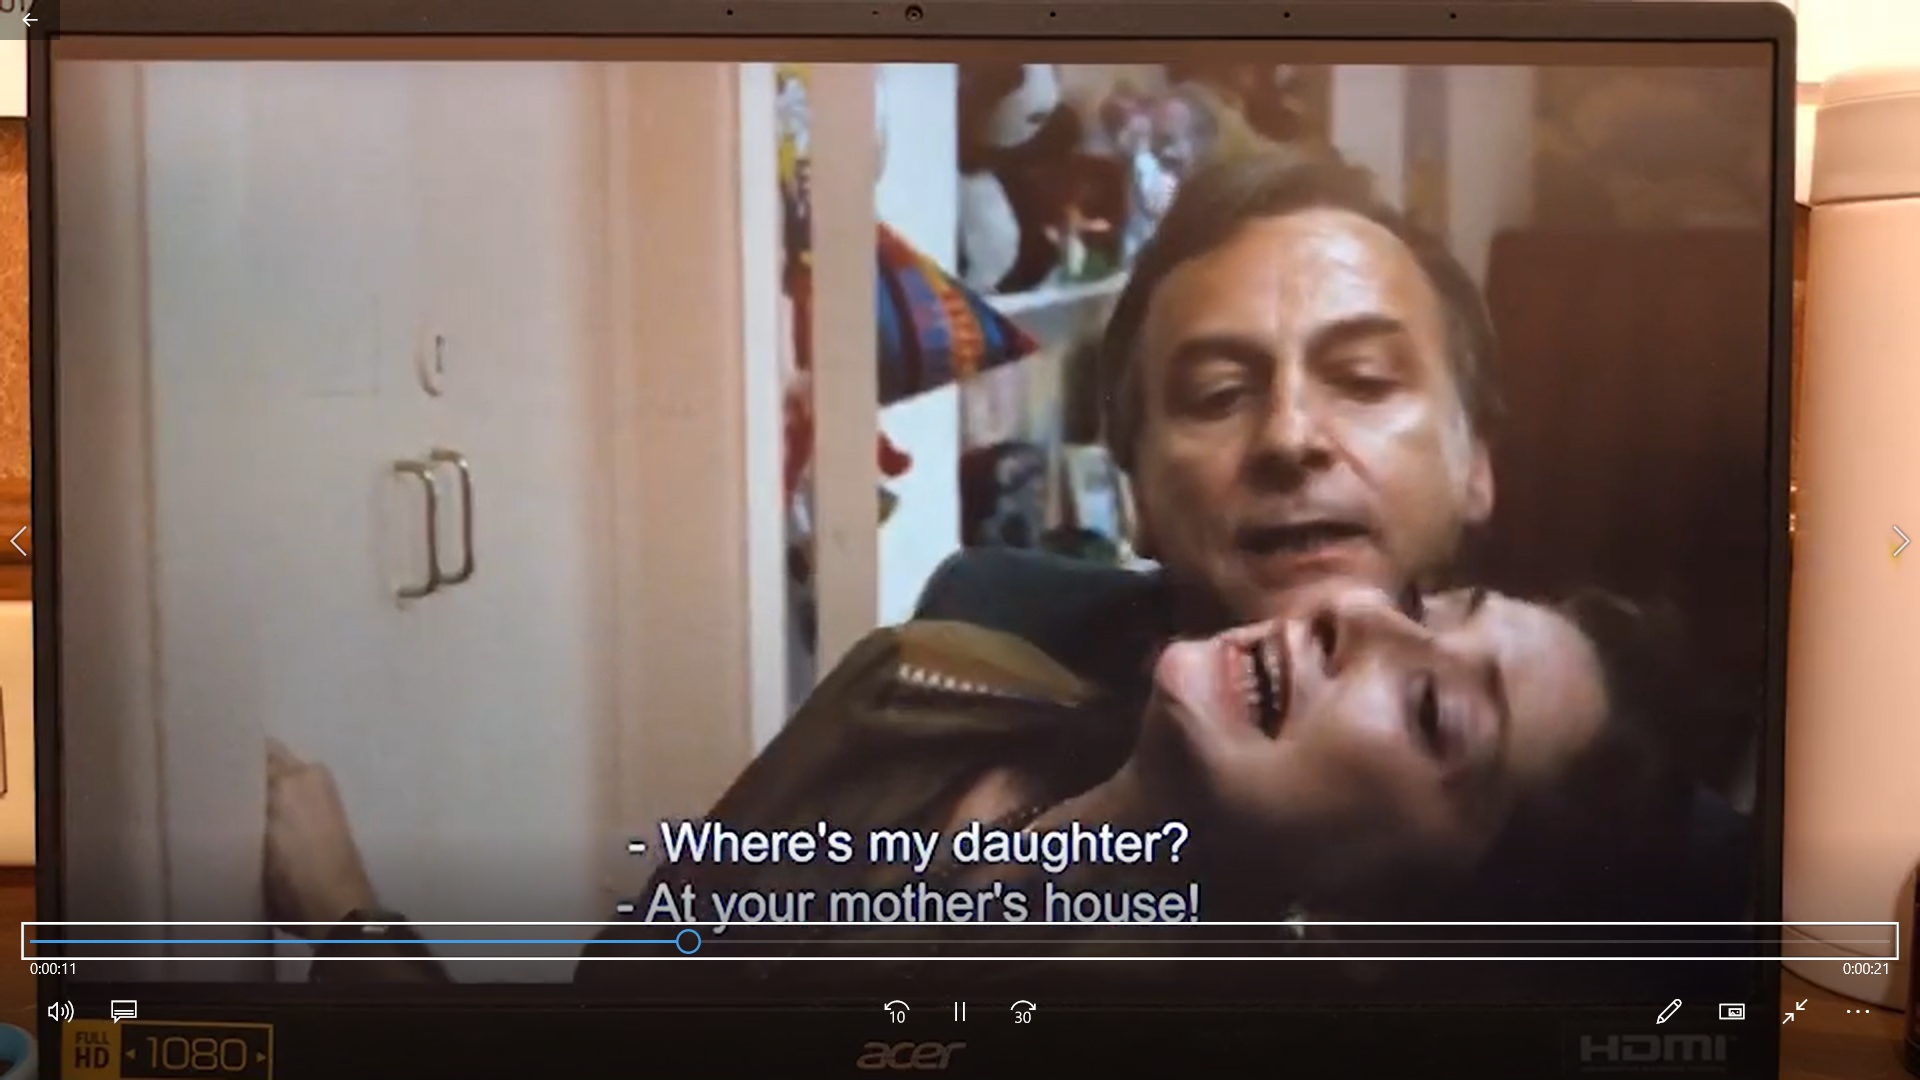 - Where's my daughter?
- At your mother's house!
0:00:11
0:00:21
10
30
FULL
HD
1080
acer
HDMI